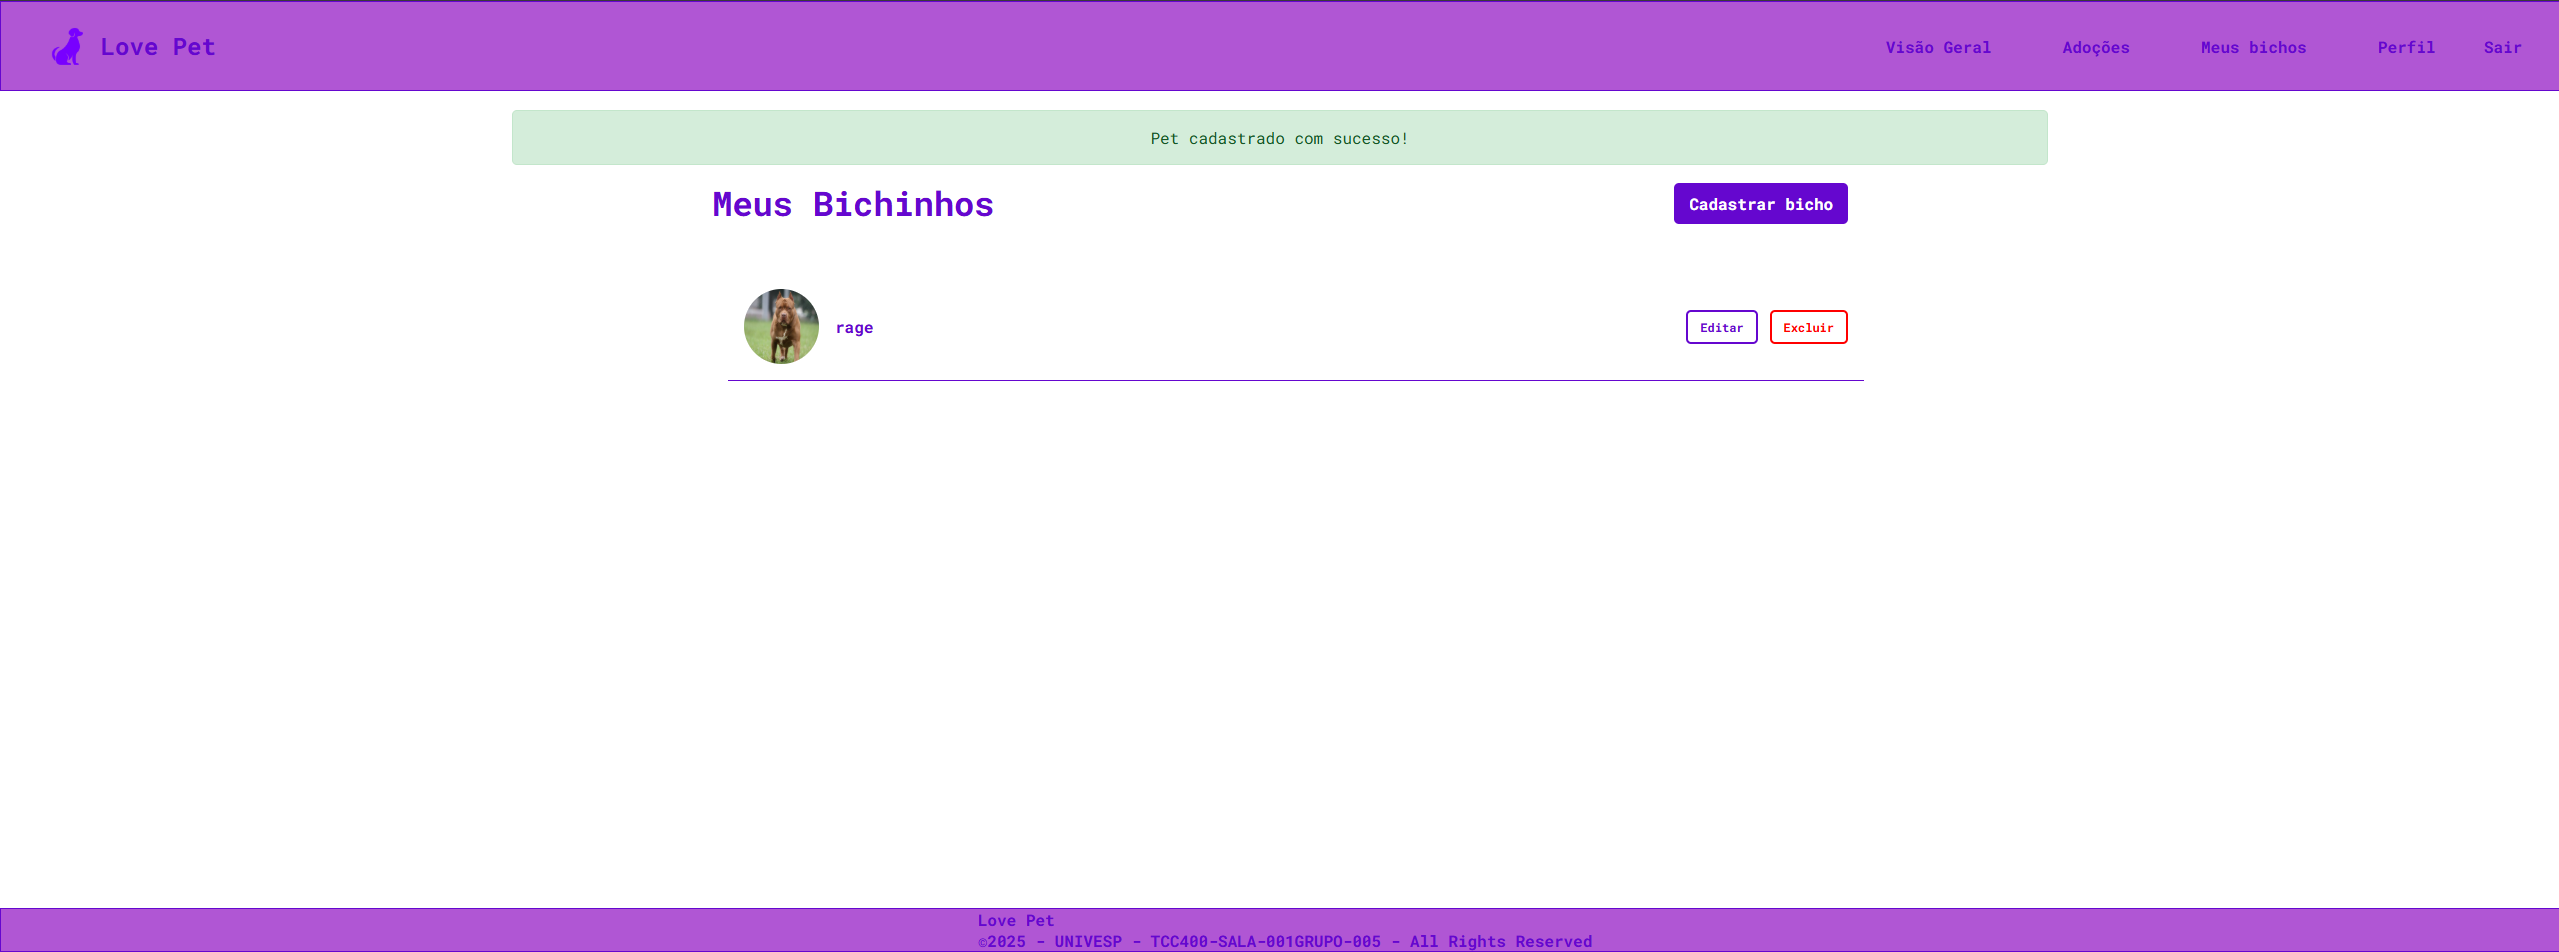 Love Pet
Visão Geral
Adoções
Meus bichos
Perfil
Sair
Pet cadastrado com sucesso!
Meus Bichinhos
Cadastrar bicho
rage
Editar
Excluir
Love Pet
©2025 - UNIVESP - TCC400-SALA-001GRUPO-005 - All Rights Reserved